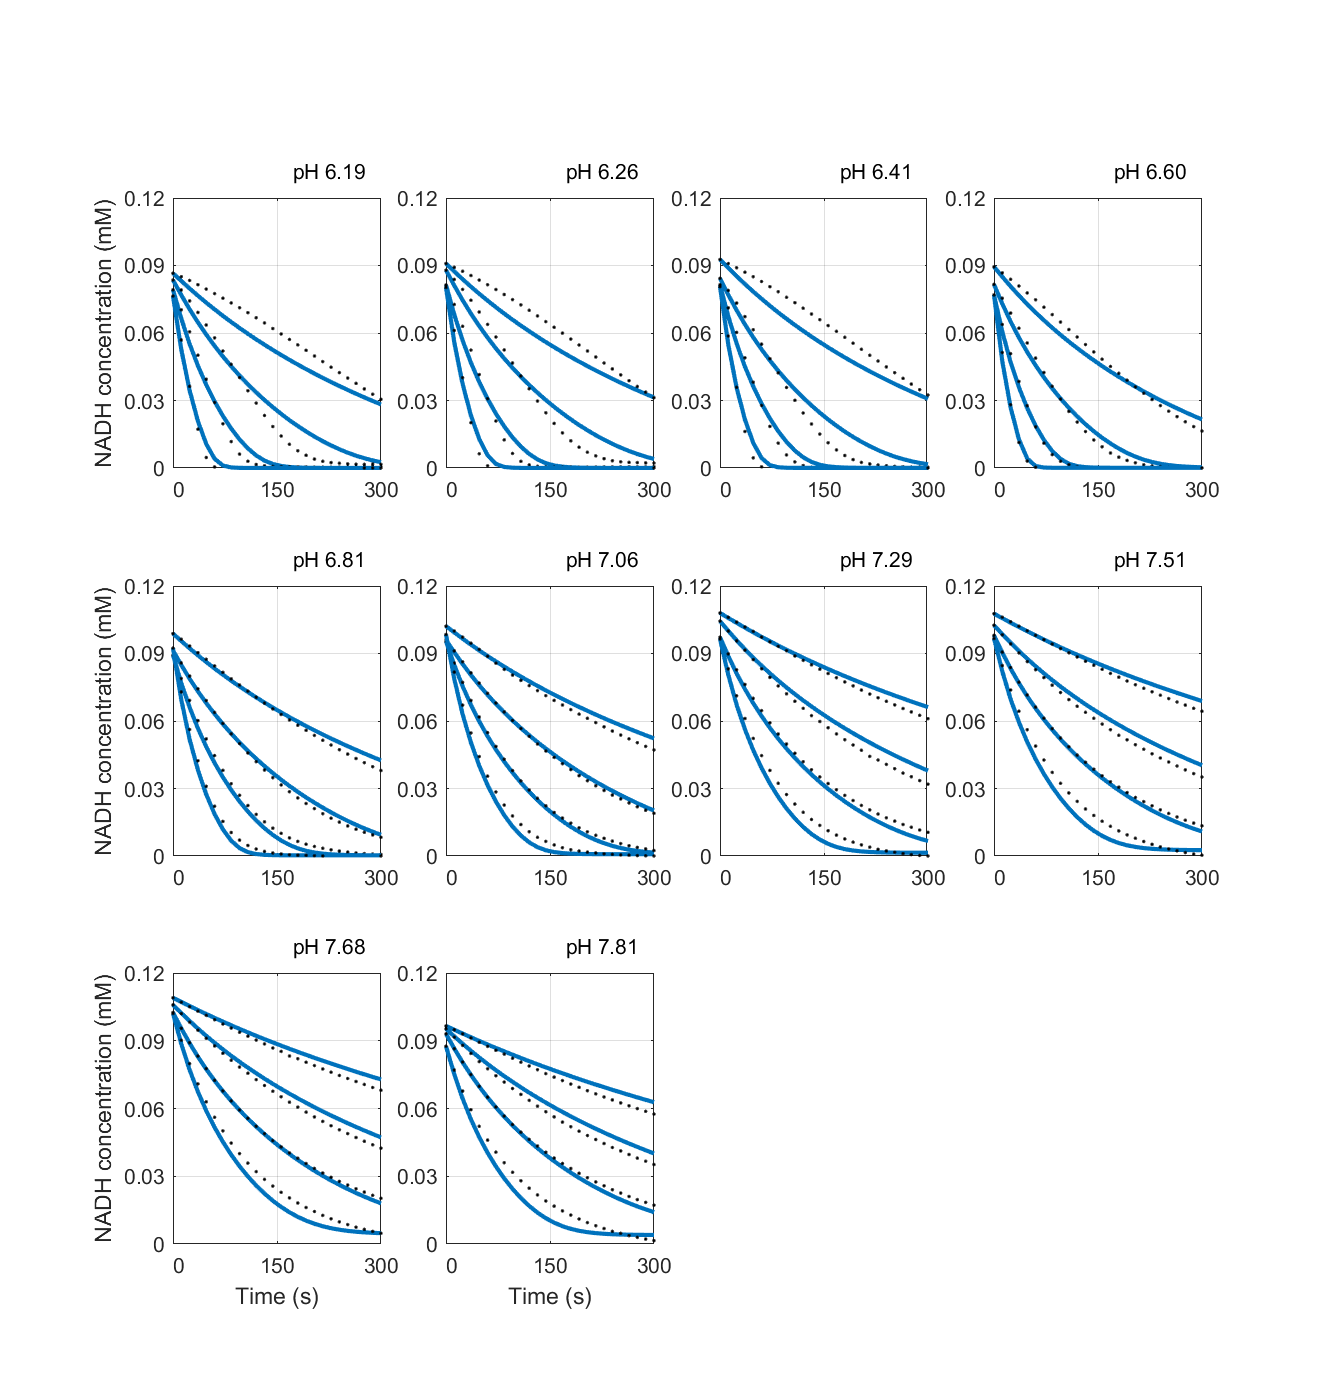 pH 6.19 pH 6.26 pH 6.41 pH 6.60
NADH concentration (mM)
0.12 0.12 0.12 0.12
0.09 0.09 0.09 0.09
0.06 0.06 0.06 0.06
0.03 0.03 0.03 0.03
0 0 0 0
0 150 300 0 150 300 0 150 300 0 150 300
pH 6.81 pH 7.06 pH 7.29 pH 7.51
NADH concentration (mM)
0.12 0.12 0.12 0.12
0.09 0.09 0.09 0.09
0.06 0.06 0.06 0.06
0.03 0.03 0.03 0.03
0 0 0 0
0 150 300 0 150 300 0 150 300 0 150 300
pH 7.68 pH 7.81
NADH concentration (mM)
0.12 0.12
0.09 0.09
0.06 0.06
0.03 0.03
0 0
0 150 300 0 150 300
Time (s) Time (s)